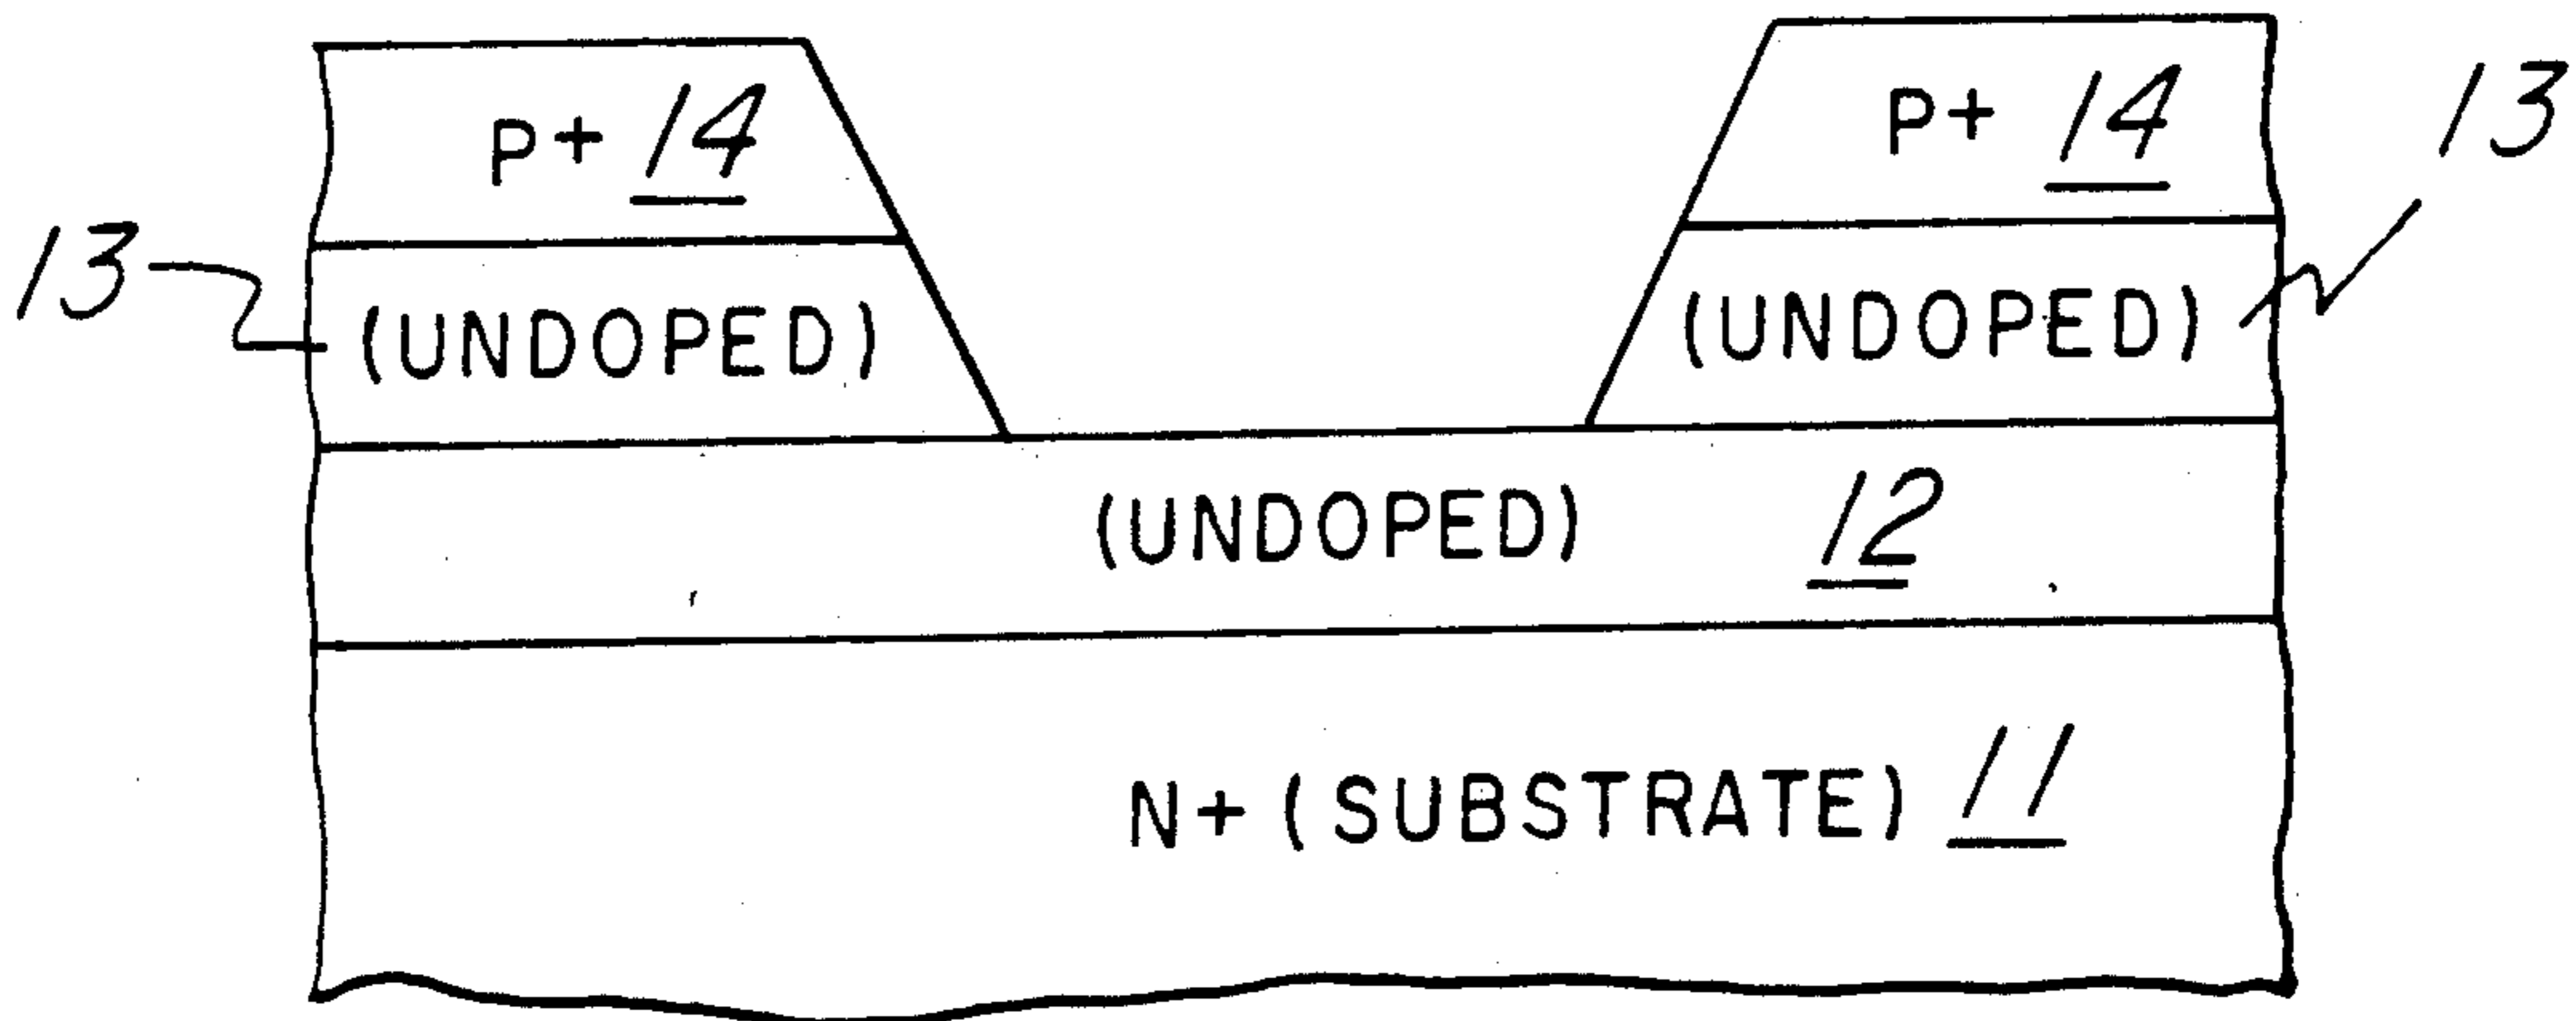 P+ 14
P+ 14
13
13
(UNDOPED)
(UNDOPED)
(UNDOPED) 12
N+ (SUBSTRATE) 11